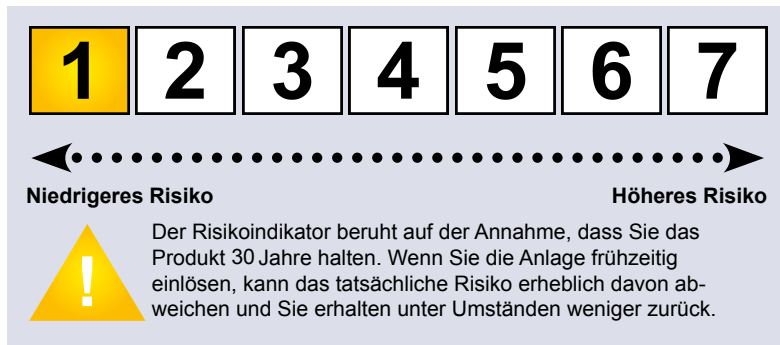 1 2 3 4 5 6 7
Niedrigeres Risiko Höheres Risiko
! Der Risikoindikator beruht auf der Annahme, dass Sie das
Produkt 30 Jahre halten. Wenn Sie die Anlage frühzeitig
einlösen, kann das tatsächliche Risiko erheblich davon ab-
weichen und Sie erhalten unter Umständen weniger zurück.